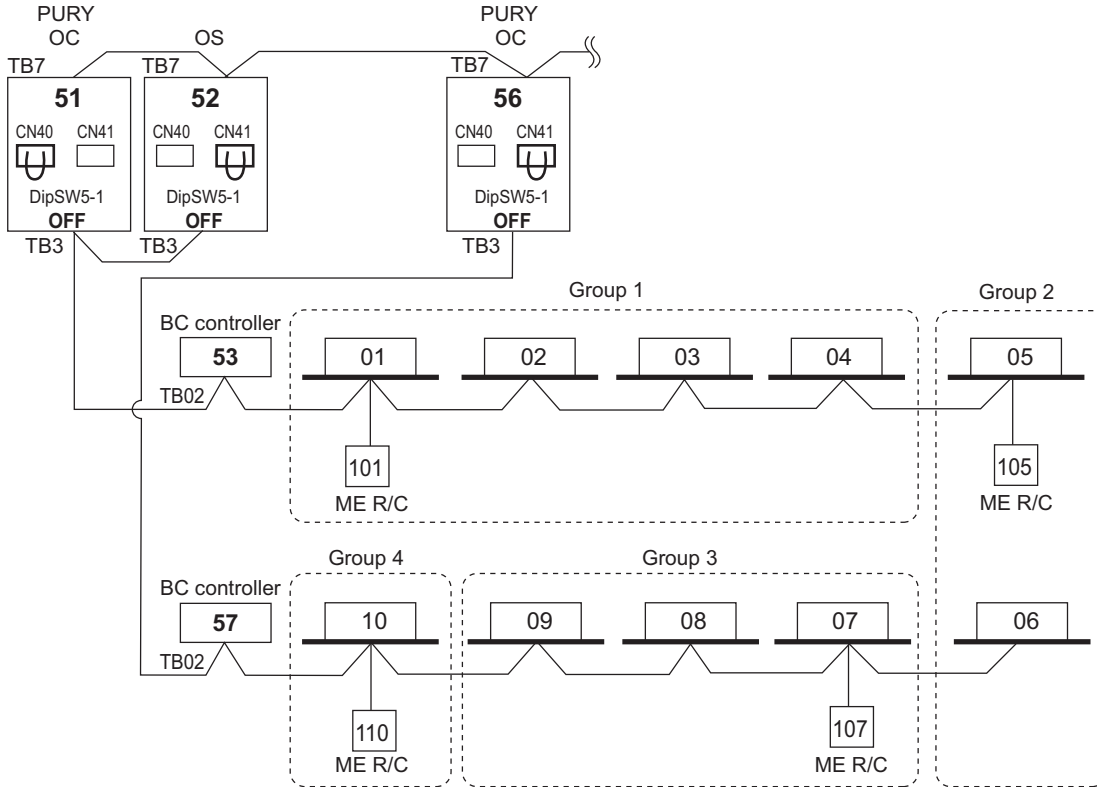 PURY
OC
OS
PURY
OC
TB7
TB7
TB7
51
52
56
CN40 CN41
CN40 CN41
CN40 CN41
DipSW5-1
OFF
DipSW5-1
OFF
DipSW5-1
OFF
TB3
TB3
TB3
Group 1
Group 2
BC controller
53
01
02
03
04
05
TB02
101
ME R/C
105
ME R/C
Group 4
Group 3
BC controller
57
10
09
08
07
06
TB02
110
ME R/C
107
ME R/C